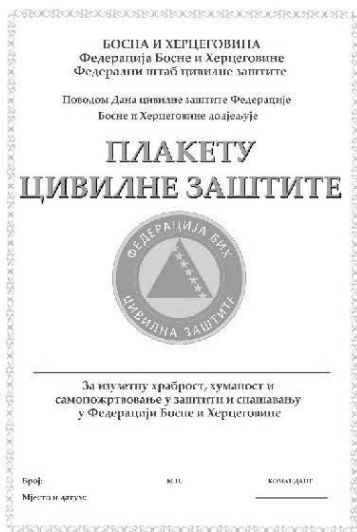 БОСНА И ХЕРЦЕГОВИНА
Федерација Босне и Херцеговине
Федерални штаб цивилне заштите
Поводом Дана цивилне заштите Федерације
Босне и Херцеговине додјељује
ПЛАКЕТУ
ЦИВИЛНЕ ЗАШТИТЕ
ФЕДЕРАЦИЈА БИХ
ЦИВИЛНА ЗАШТИТА
За изузетну храброст, хуманост и
самопожртвовање у заштити и спашавању
у Федерацији Босне и Херцеговине
Број: М.П. КОМАНДАНТ
Мјесто и датум: